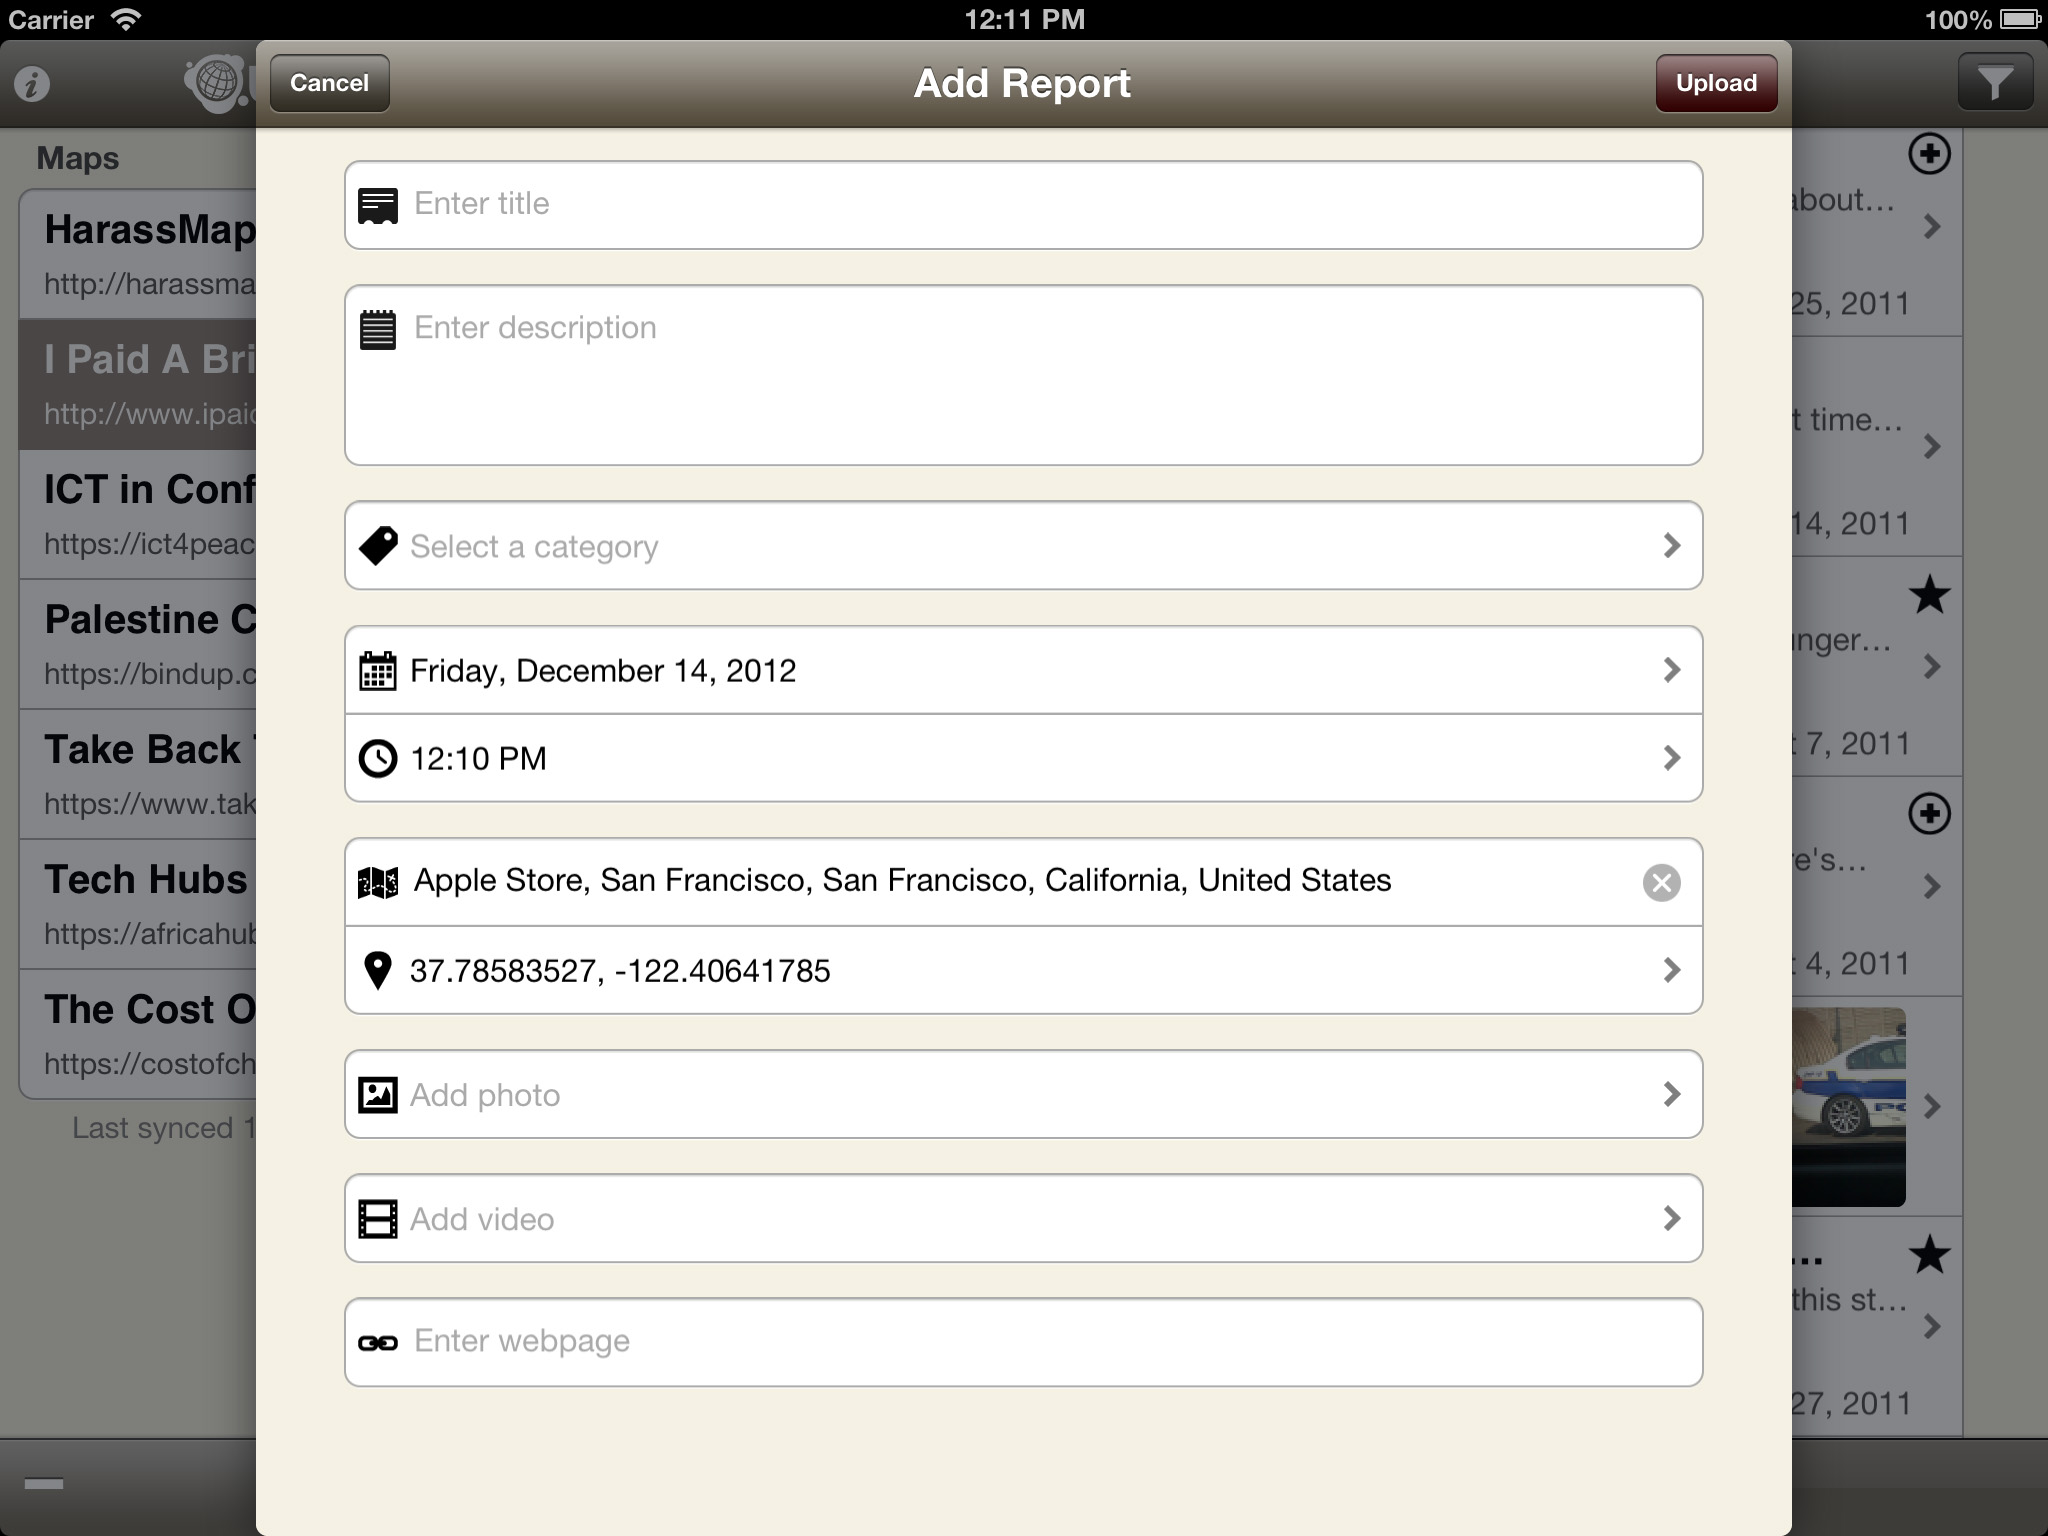 Carrier
12:11 PM
100%
Cancel
Add Report
Upload
Maps
HarassMap
http://harassma
I Paid A Bri
http://www.ipaid
ICT in Conf
https://ict4peac
Palestine C
https://bindup.c
Take Back
https://www.tak
Tech Hubs
https://africahub
The Cost O
https://costofch
Last synced 1
Enter title
Enter description
Select a category
Friday, December 14, 2012
12:10 PM
Apple Store, San Francisco, San Francisco, California, United States
37.78583527, -122.40641785
Add photo
Add video
Enter webpage
about...
25, 2011
t time...
14, 2011
nger...
t 7, 2011
e's...
t 4, 2011
...
this st...
27, 2011